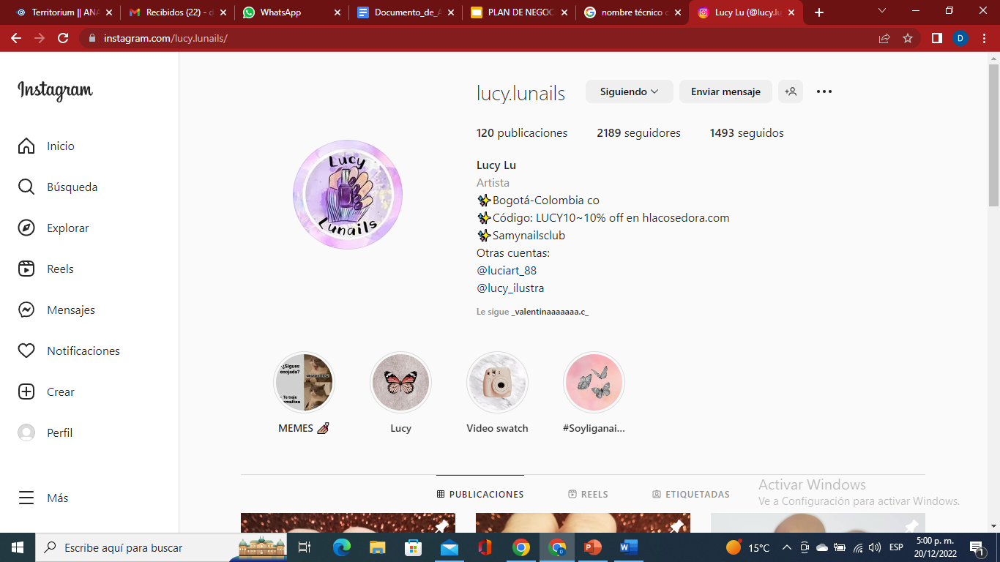 Territorium || ANA
Recibidos (22) - d
WhatsApp
Documento_de_A
PLAN DE NEGOC
nombre técnico
Lucy Lu (@lucy.lu
instagram.com/lucy.lunails/
D
Instagram
Inicio
Búsqueda
Explorar
Reels
Mensajes
Notificaciones
Crear
Perfil
Más
lucy.lunails
Siguiendo
Enviar mensaje
120 publicaciones 2189 seguidores 1493 seguidos
Lucy
Lunails
Lucy Lu
Artista
✨Bogotá-Colombia co
✨Código: LUCY10~10% off en hlacosedora.com
✨Samynailsclub
Otras cuentas:
@luciart_88
@lucy_ilustra
Le sigue _valentinaaaaaaa.c_
¿Sigues
enojada?
Te traje
MEMES 💅
Lucy
Video swatch
#Soyliganai...
PUBLICACIONES
REELS
ETIQUETADAS
Activar Windows
Ve a Configuración para activar Windows.
Escribe aquí para buscar
15°C
ESP
5:00 p. m.
20/12/2022
1